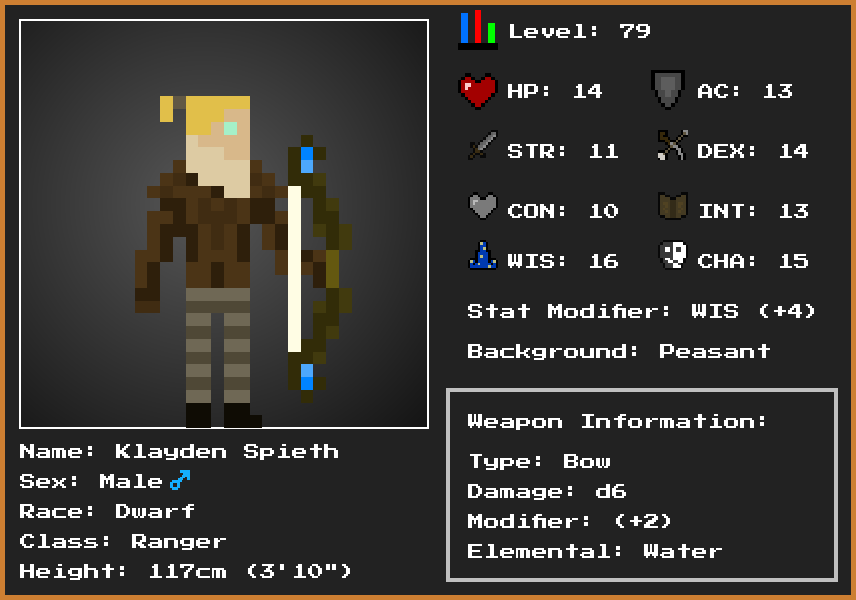 Level: 79
HP: 14 AC: 13
STR: 11 DEX: 14
CON: 10 INT: 13
WIS: 16 CHA: 15
Stat Modifier: WIS (+4)
Background: Peasant
Weapon Information:
Type: Bow
Damage: d6
Modifier: (+2)
Elemental: Water
Name: Klayden Spieth
Sex: Male ♂
Race: Dwarf
Class: Ranger
Height: 117cm (3'10")